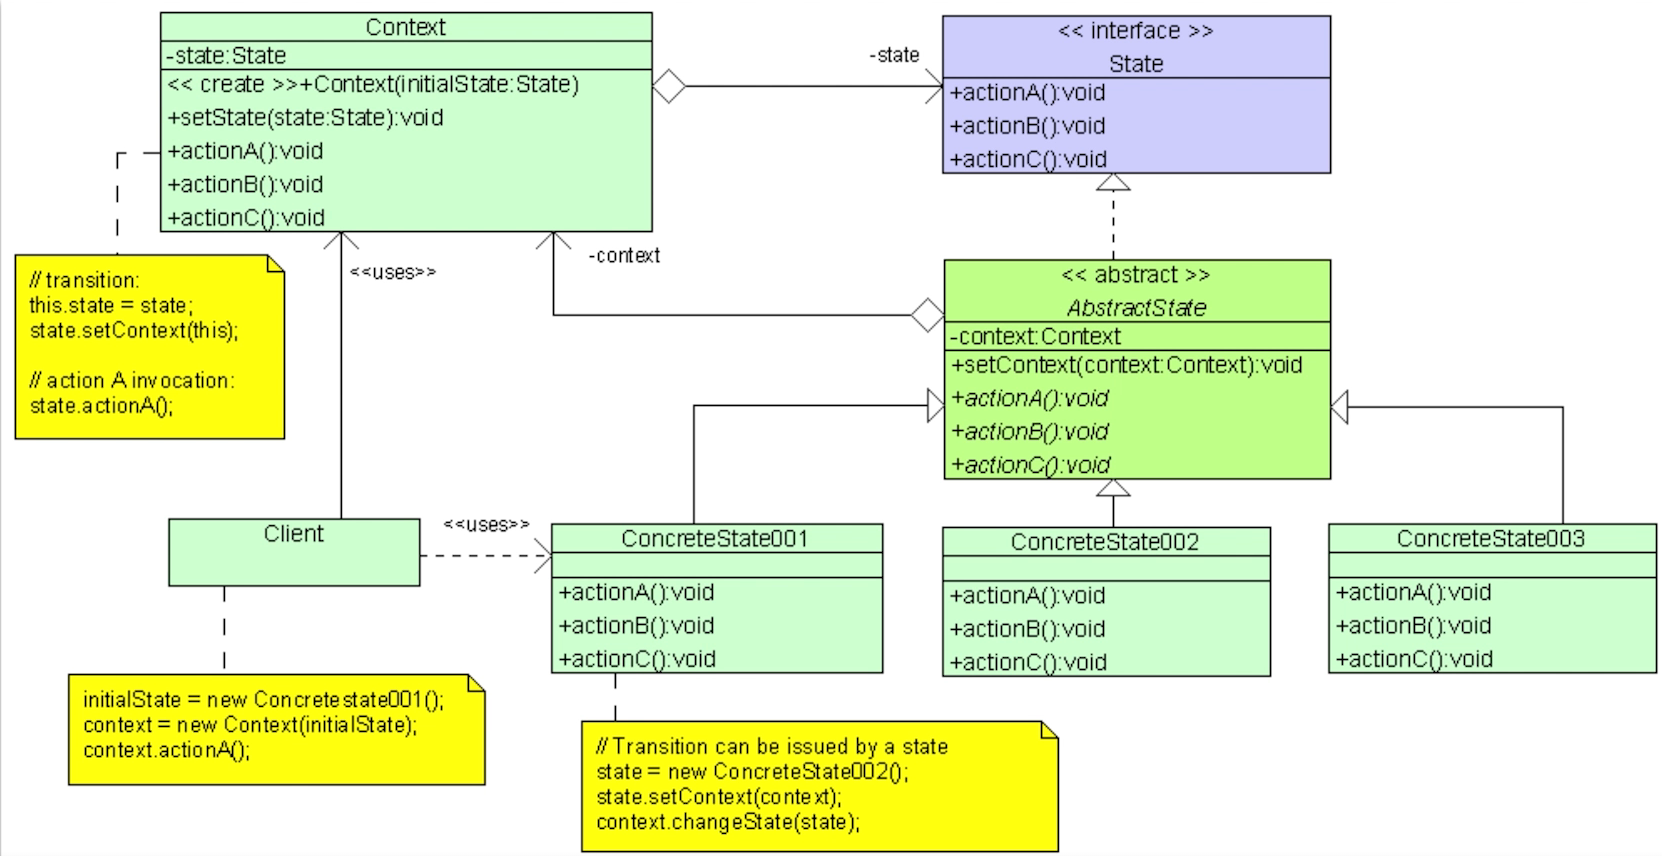 Context
-state:State
<< create >>+Context(initialState:State)
+setState(state:State):void
+actionA():void
+actionB():void
+actionC():void
-state
<< interface >>
State
+actionA():void
+actionB():void
+actionC():void
// transition:
this.state = state;
state.setContext(this);
// action A invocation:
state.actionA();
<<uses>>
-context
<< abstract >>
AbstractState
-context:Context
+setContext(context:Context):void
+actionA():void
+actionB():void
+actionC():void
Client
<<uses>>
ConcreteState001
+actionA():void
+actionB():void
+actionC():void
ConcreteState002
+actionA():void
+actionB():void
+actionC():void
ConcreteState003
+actionA():void
+actionB():void
+actionC():void
initialState = new Concretestate001();
context = new Context(initialState);
context.actionA();
// Transition can be issued by a state
state = new ConcreteState002();
state.setContext(context);
context.changeState(state);